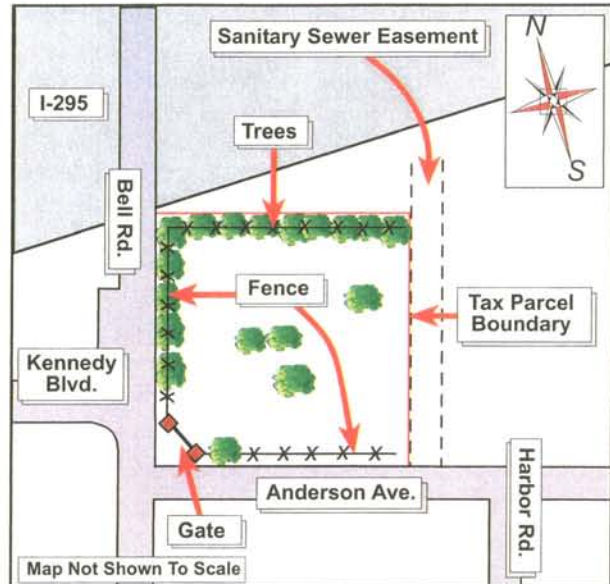 Sanitary Sewer Easement
N
S
I-295
Trees
Bell Rd.
Fence
Tax Parcel
Boundary
Kennedy
Blvd.
Anderson Ave.
Harbor Rd.
Gate
Map Not Shown To Scale